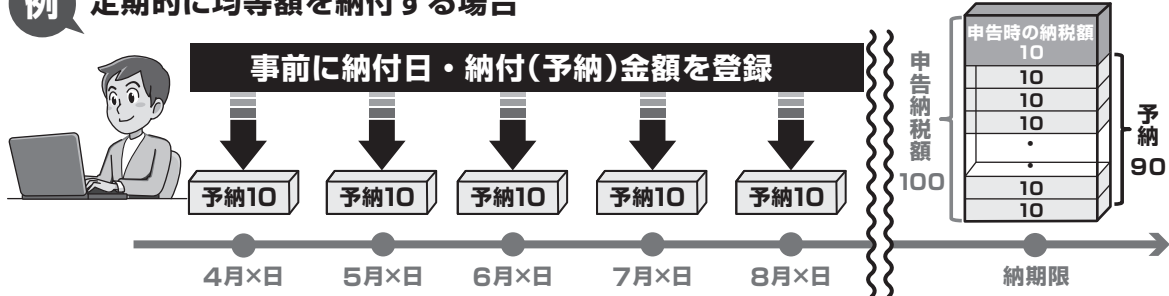 例 定期的に均等額を納付する場合
事前に納付日・納付(予納)金額を登録
予納10 予納10 予納10 予納10 予納10
4月×日 5月×日 6月×日 7月×日 8月×日 納期限
申告納税額
100
申告時の納税額
10
10
10
10
・
・
10
10
予納
90